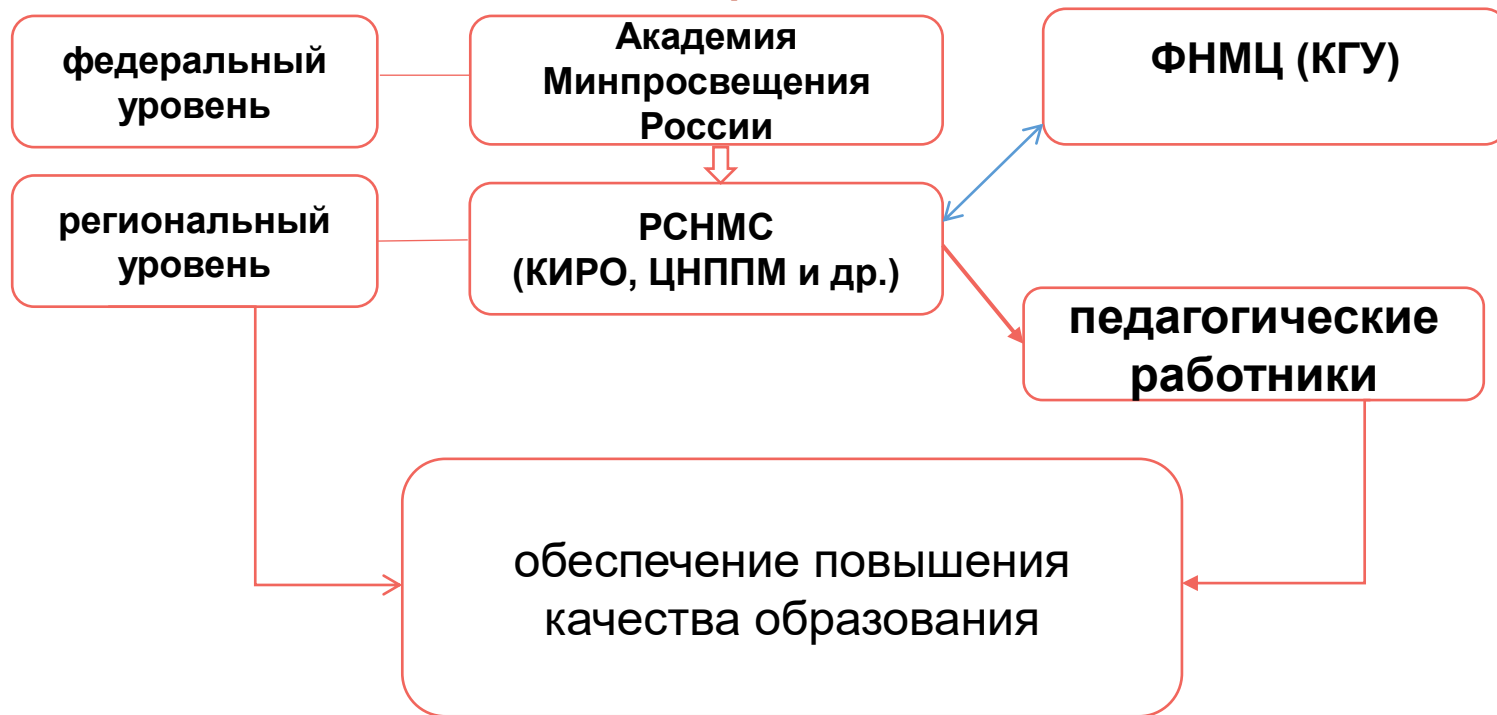 федеральный
уровень
Академия
Минпросвещения
России
ФНМЦ (КГУ)
региональный
уровень
РСНМС
(КИРО, ЦНППМ и др.)
педагогические
работники
обеспечение повышения
качества образования